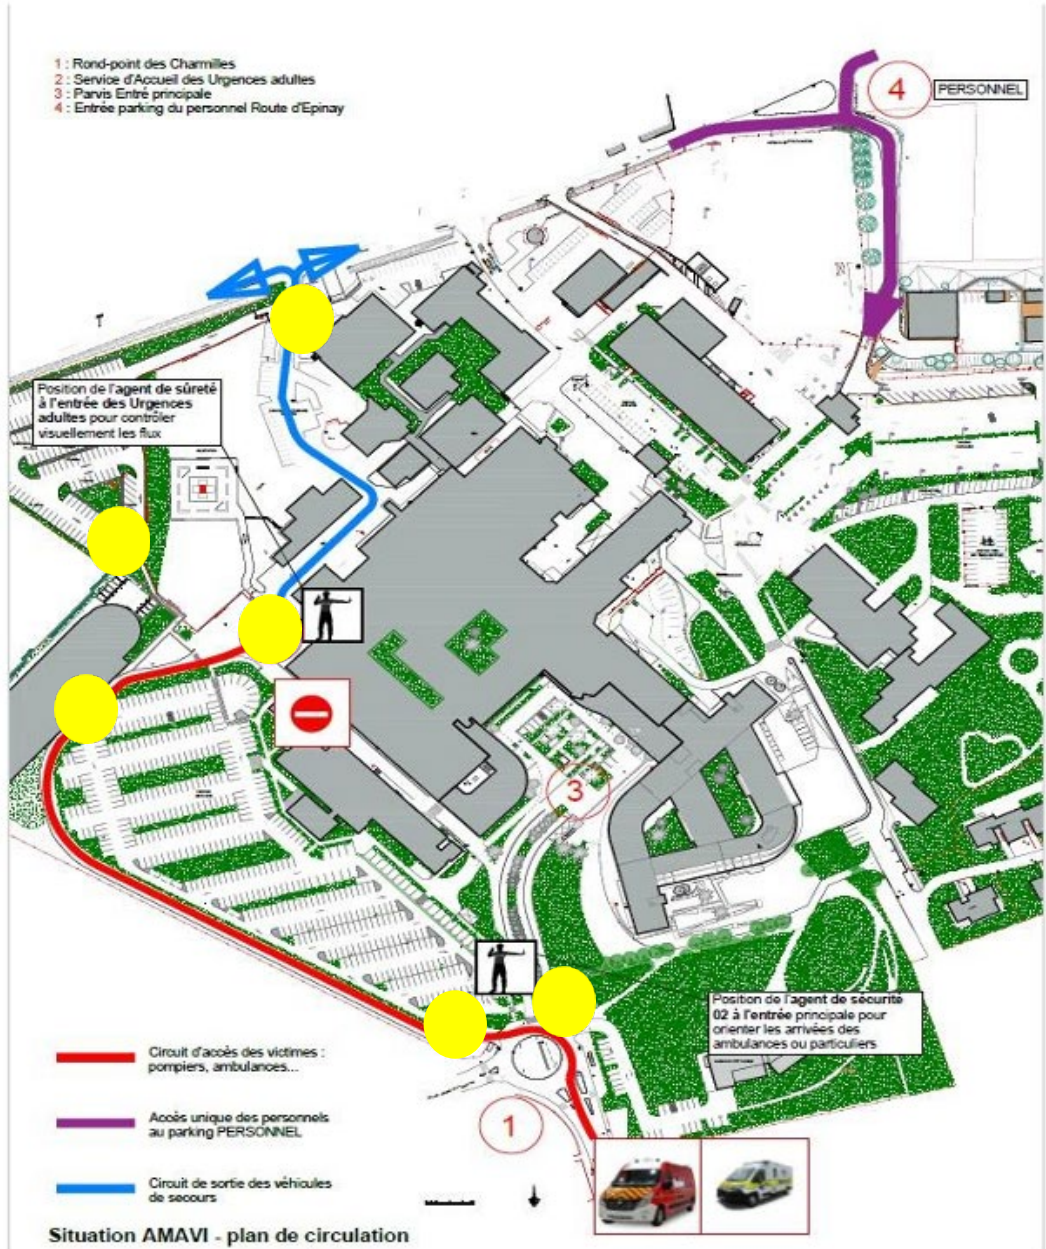 1 : Rond-point des Charmilles
2 : Service d'Accueil des Urgences adultes
3 : Parvis Entré principale
4 : Entrée parking du personnel Route d'Epinay
4
PERSONNEL
Position de l'agent de sûreté
à l'entrée des Urgences
adultes pour contrôler
visuellement les flux
3
Position de l'agent de sécurité
02 à l'entrée principale pour
orienter les arrivées des
ambulances ou particuliers
1
Circuit d'accès des victimes :
pompiers, ambulances...
Accès unique des personnels
au parking PERSONNEL
Circuit de sortie des véhicules
de secours
Situation AMAVI - plan de circulation